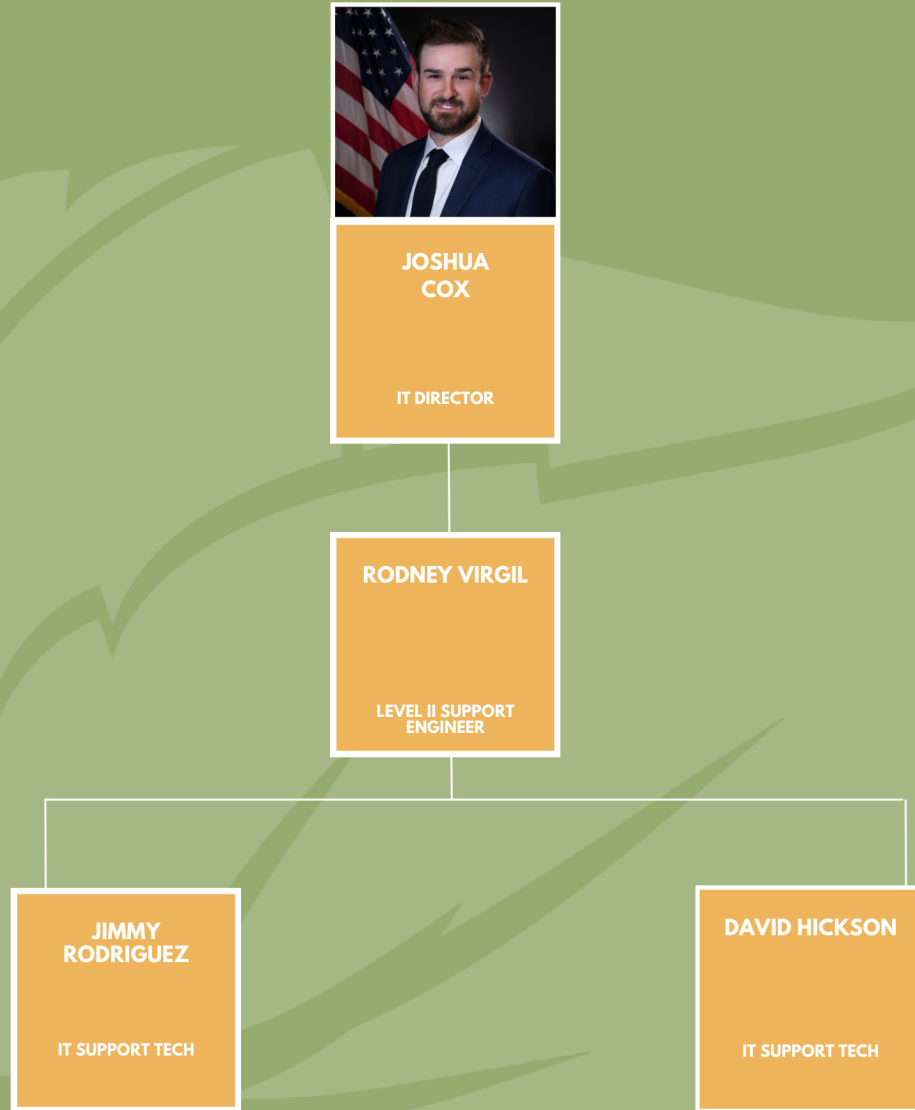 JOSHUA
COX
IT DIRECTOR
RODNEY VIRGIL
LEVEL II SUPPORT
ENGINEER
JIMMY
RODRIGUEZ
IT SUPPORT TECH
DAVID HICKSON
IT SUPPORT TECH